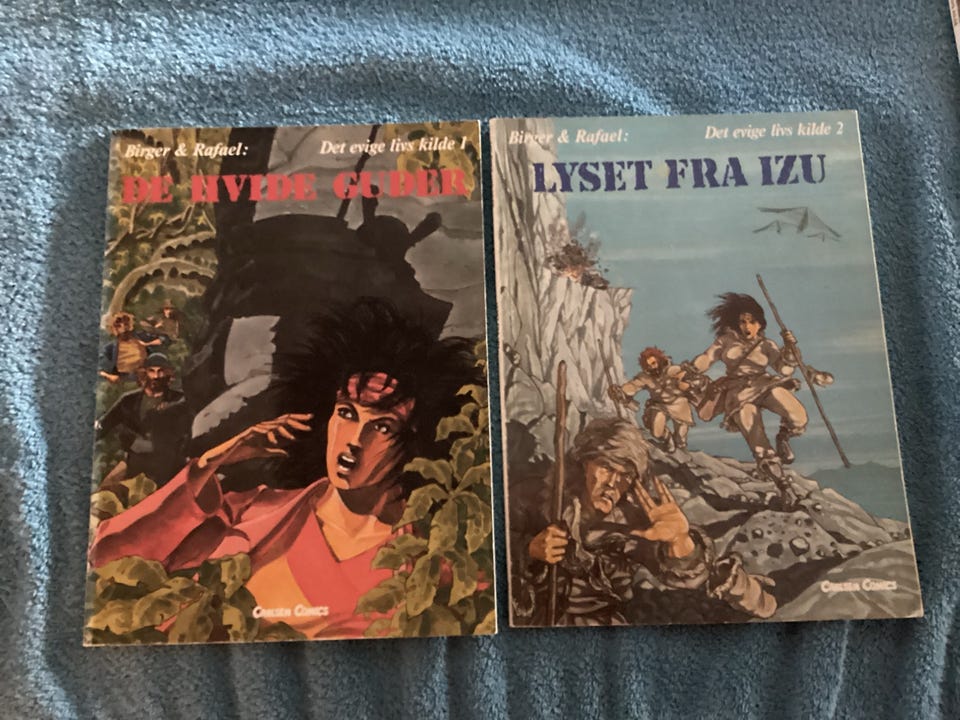 Birger & Rafael: Det evige livs kilde 1
DE HVIDE GUDER
CARLSEN COMICS
Birger & Rafael: Det evige livs kilde 2
LYSET FRA IZU
CARLSEN COMICS